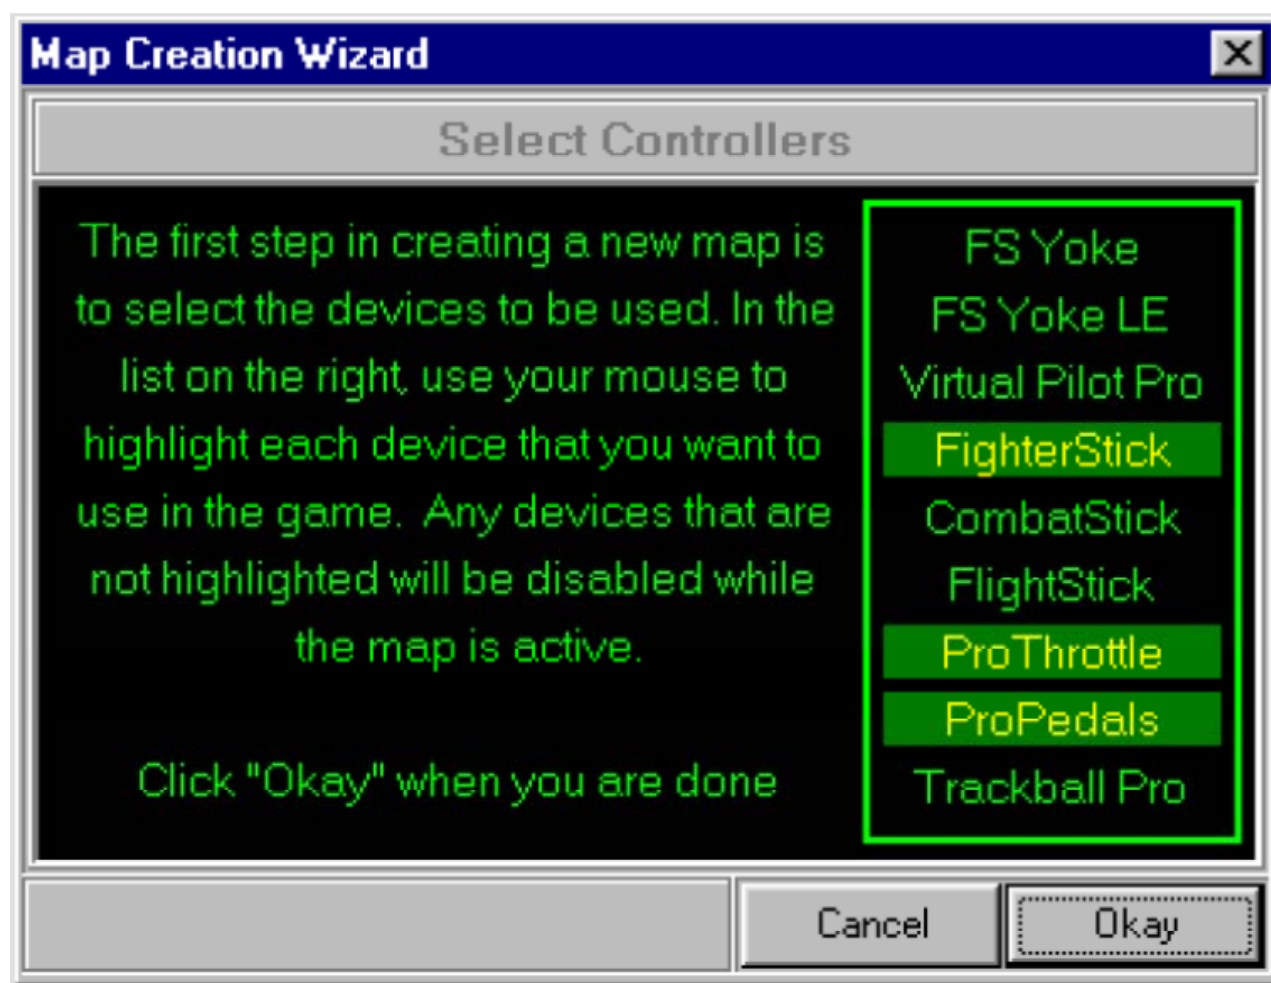 Map Creation Wizard
Select Controllers
The first step in creating a new map is
to select the devices to be used. In the
list on the right, use your mouse to
highlight each device that you want to
use in the game.  Any devices that are
not highlighted will be disabled while
the map is active.
Click "Okay" when you are done
FS Yoke
FS Yoke LE
Virtual Pilot Pro
FighterStick
CombatStick
FlightStick
ProThrottle
ProPedals
Trackball Pro
Cancel
Okay